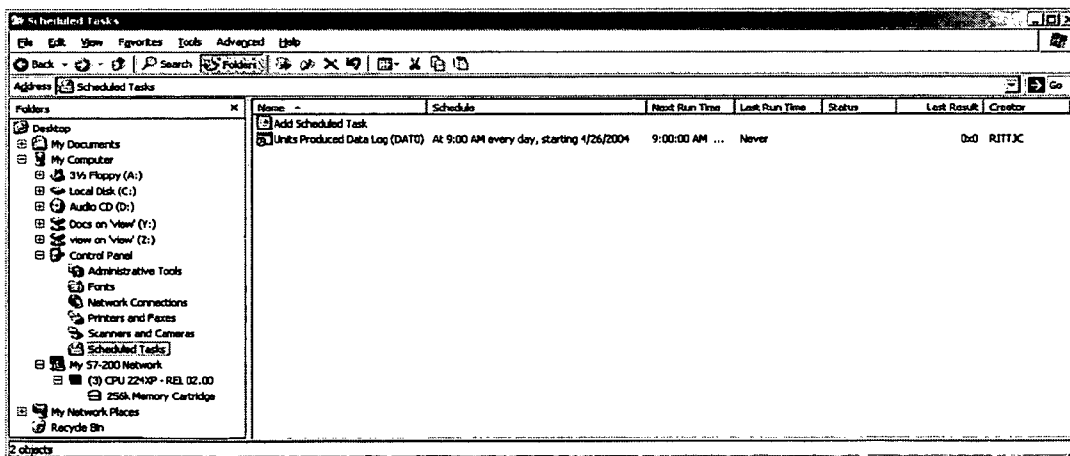 Scheduled Tasks
File Edit View Favorites Tools Advanced Help
Back Search Folders
Address Scheduled Tasks Go
Folders
Desktop
My Documents
My Computer
3½ Floppy (A:)
Local Disk (C:)
Audio CD (D:)
Docs on 'view' (Y:)
view on 'view' (Z:)
Control Panel
Administrative Tools
Fonts
Network Connections
Printers and Faxes
Scanners and Cameras
Scheduled Tasks
My S7-200 Network
(3) CPU 224XP - REL 02.00
256k Memory Cartridge
My Network Places
Recycle Bin
Name Schedule Next Run Time Last Run Time Status Last Result Creator
Add Scheduled Task
Units Produced Data Log (DAT0) At 9:00 AM every day, starting 4/26/2004 9:00:00 AM ... Never 0x0 RITTJC
2 objects